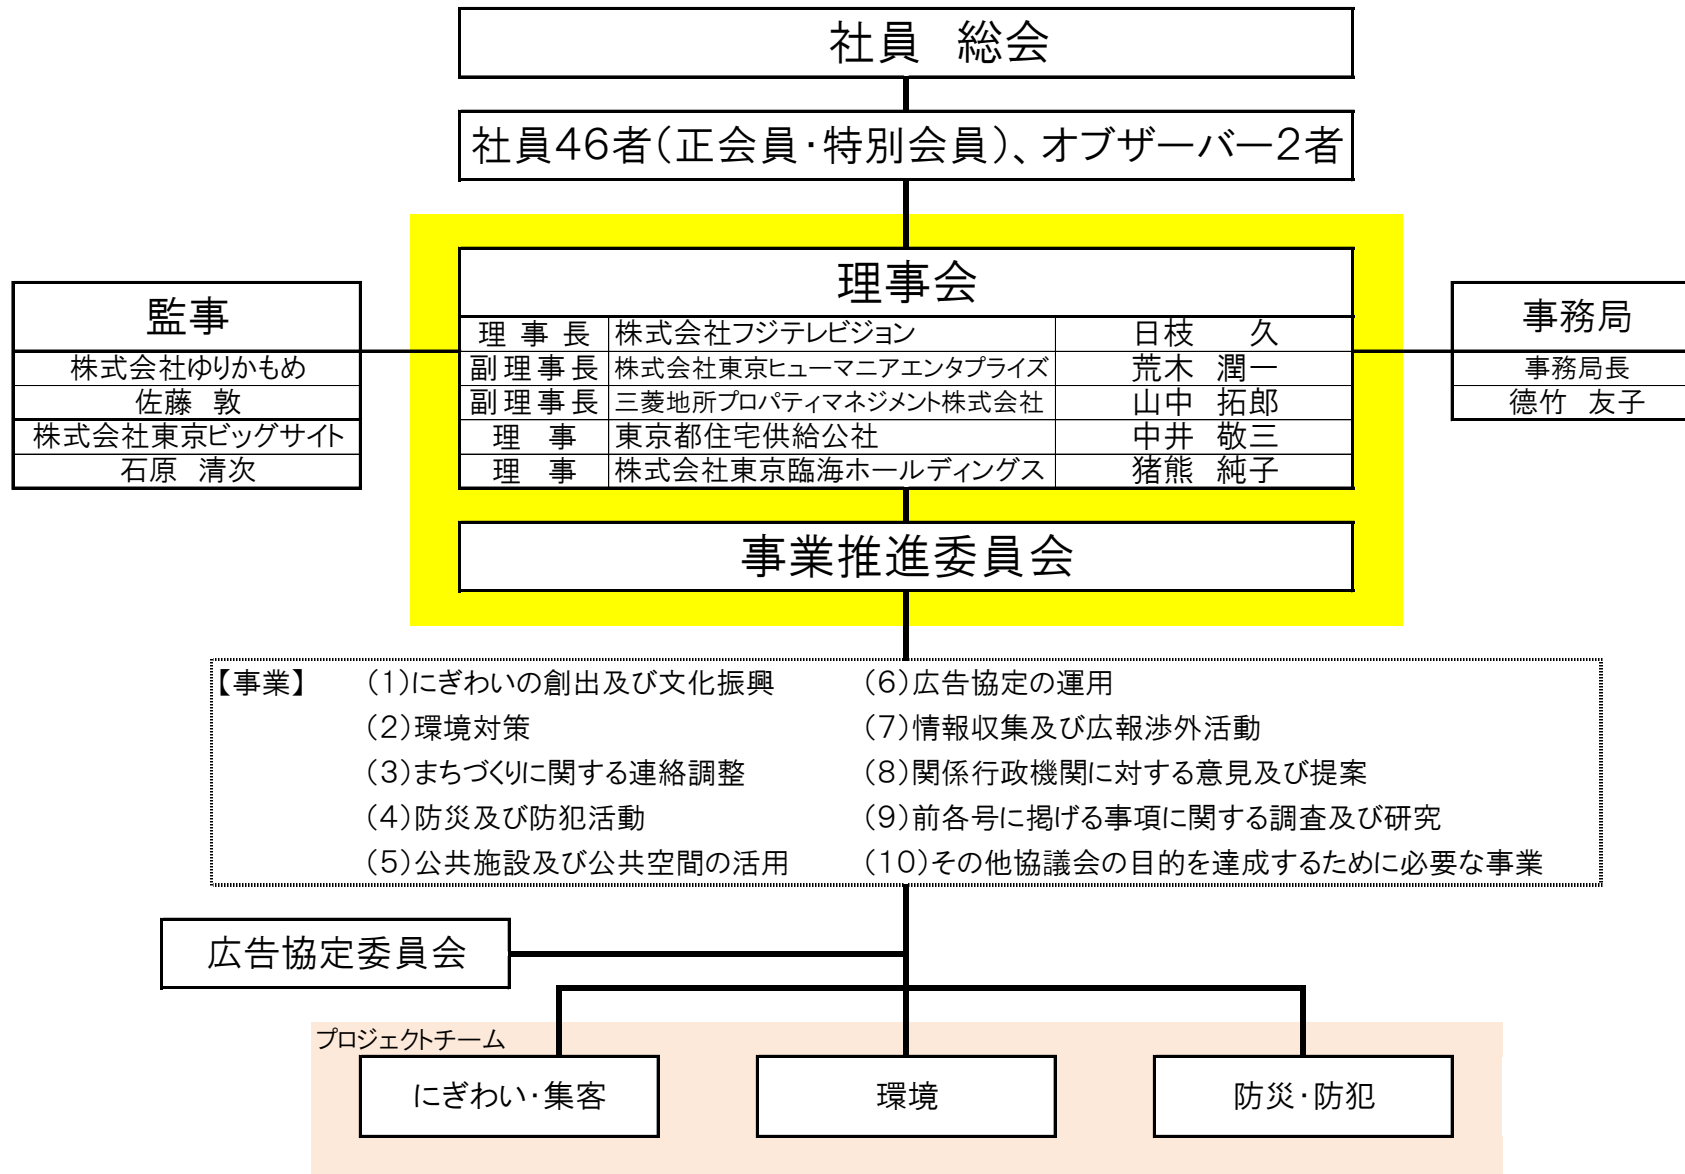 社員　総会
社員46者(正会員・特別会員)、オブザーバー2者
理事会
理 事 長 株式会社フジテレビジョン 日枝　　久
副理事長 株式会社東京ヒューマニアエンタプライズ 荒木　潤一
副理事長 三菱地所プロパティマネジメント株式会社 山中　拓郎
理　事 東京都住宅供給公社 中井　敬三
理　事 株式会社東京臨海ホールディングス 猪熊　純子
監事
株式会社ゆりかもめ
佐藤　敦
株式会社東京ビッグサイト
石原　清次
事務局
事務局長
德竹　友子
事業推進委員会
【事業】
(1)にぎわいの創出及び文化振興
(2)環境対策
(3)まちづくりに関する連絡調整
(4)防災及び防犯活動
(5)公共施設及び公共空間の活用
(6)広告協定の運用
(7)情報収集及び広報渉外活動
(8)関係行政機関に対する意見及び提案
(9)前各号に掲げる事項に関する調査及び研究
(10)その他協議会の目的を達成するために必要な事業
広告協定委員会
プロジェクトチーム
にぎわい・集客
環境
防災・防犯